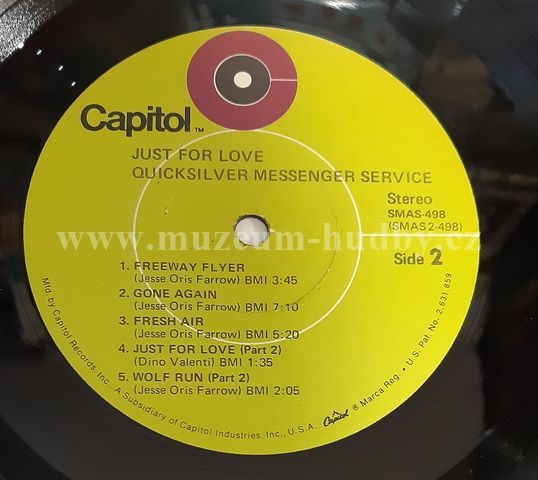 Capitol TM
JUST FOR LOVE
QUICKSILVER MESSENGER SERVICE
Stereo
SMAS-498
(SMAS 2-498)
www.muzeum-hudby.cz
Side 2
1. FREEWAY FLYER
(Jesse Oris Farrow) BMI 3:45
2. GONE AGAIN
(Jesse Oris Farrow) BMI 7:10
3. FRESH AIR
(Jesse Oris Farrow) BMI 5:20
4. JUST FOR LOVE (Part 2)
(Dino Valenti) BMI 1:35
5. WOLF RUN (Part 2)
(Jesse Oris Farrow) BMI 2:05
Mfd. by Capitol Records, Inc. A Subsidiary of Capitol Industries, Inc., U.S.A. Capitol ® Marca Reg. • U.S. Pat. No. 2,631,859